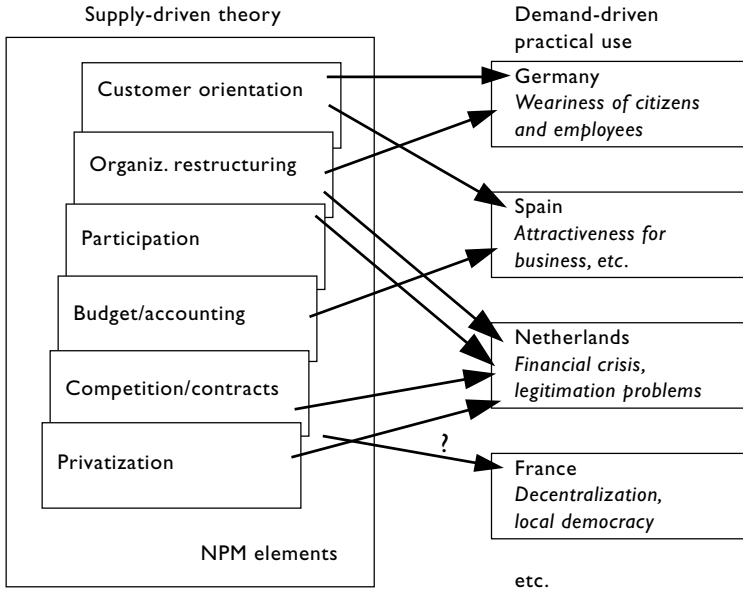 Supply-driven theory
Customer orientation
Organiz. restructuring
Participation
Budget/accounting
Competition/contracts
Privatization
NPM elements
?
Demand-driven
practical use
Germany
Weariness of citizens
and employees
Spain
Attractiveness for
business, etc.
Netherlands
Financial crisis,
legitimation problems
France
Decentralization,
local democracy
etc.